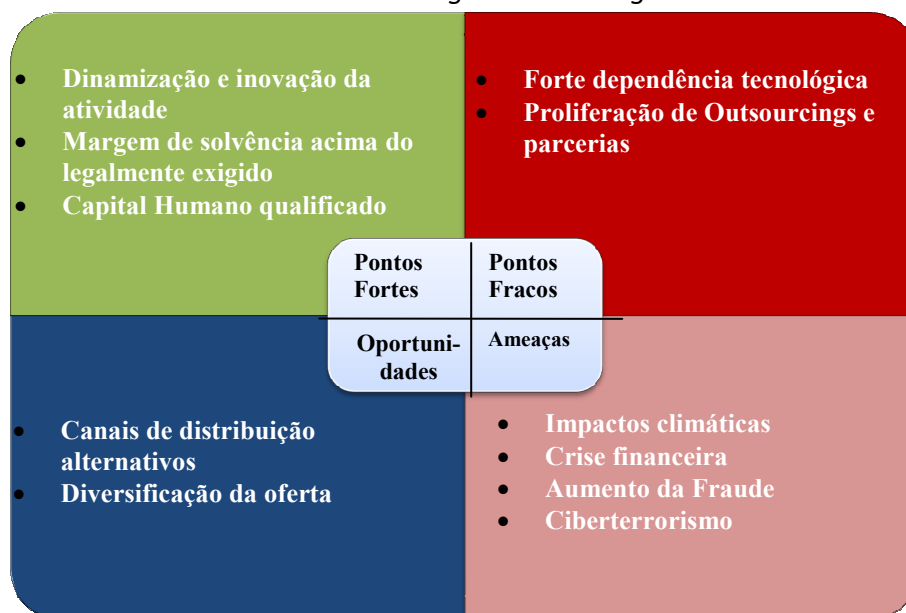 • Dinamização e inovação da
atividade
• Margem de solvência acima do
legalmente exigido
• Capital Humano qualificado
• Forte dependência tecnológica
• Proliferação de Outsourcings e
parcerias
Pontos
Fortes
Pontos
Fracos
Oportuni-
dades
Ameaças
• Canais de distribuição
alternativos
• Diversificação da oferta
• Impactos climáticas
• Crise financeira
• Aumento da Fraude
• Ciberterrorismo